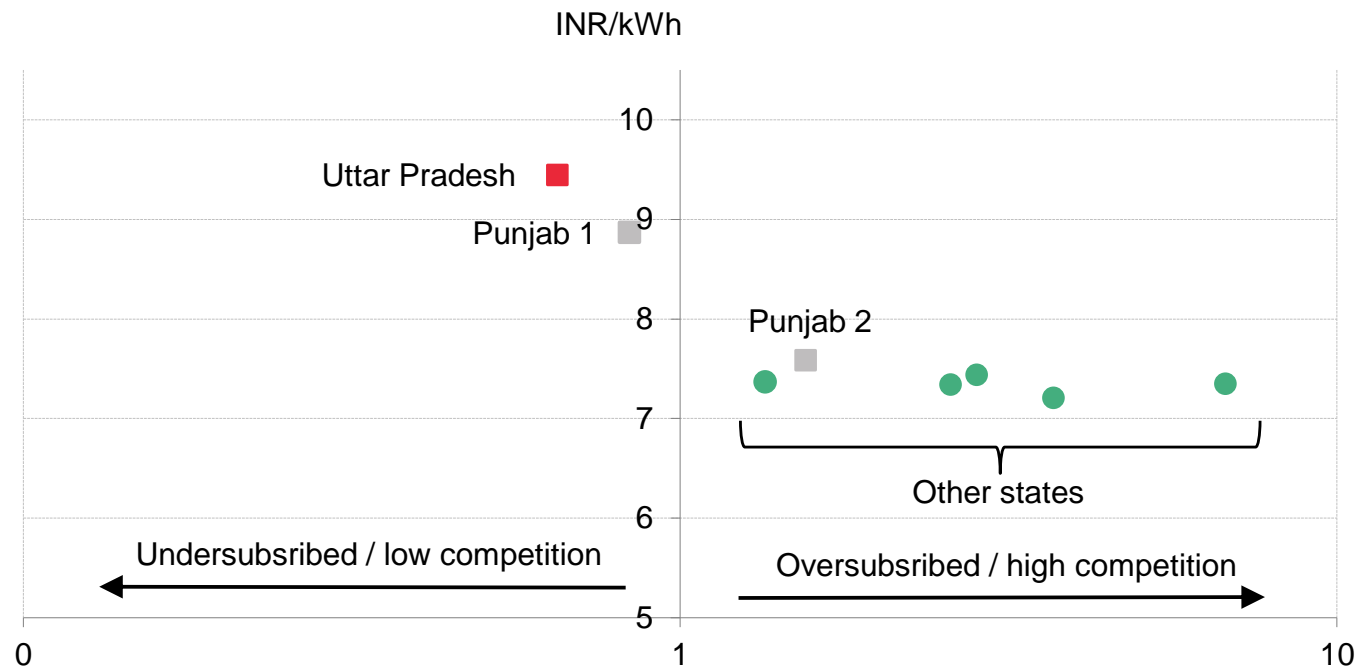 INR/kWh
10
Uttar Pradesh
9
Punjab 1
Punjab 2
8
7
Other states
6
Undersubsribed / low competition
Oversubsribed / high competition
5
0
1
10